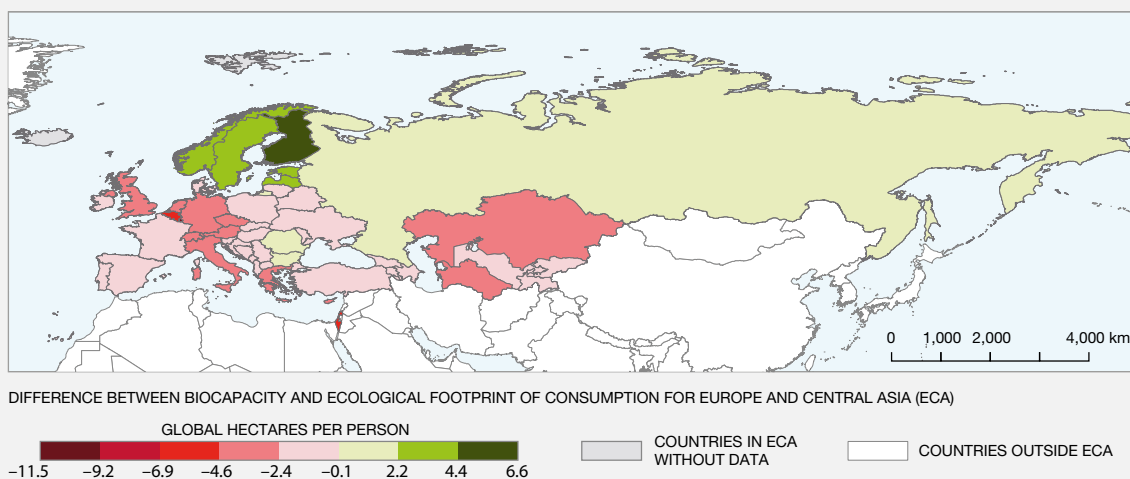 0 1,000 2,000 4,000 km
DIFFERENCE BETWEEN BIOCAPACITY AND ECOLOGICAL FOOTPRINT OF CONSUMPTION FOR EUROPE AND CENTRAL ASIA (ECA)
GLOBAL HECTARES PER PERSON
−11.5 −9.2 −6.9 −4.6 −2.4 −0.1 2.2 4.4 6.6
COUNTRIES IN ECA
WITHOUT DATA
COUNTRIES OUTSIDE ECA